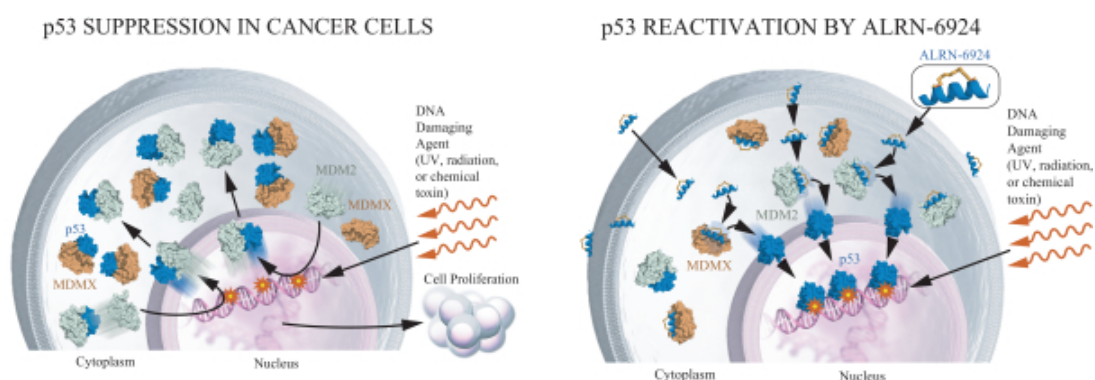 p53 SUPPRESSION IN CANCER CELLS
DNA
Damaging
Agent
(UV, radiation,
or chemical
toxin)
MDM2
MDMX
p53
MDMX
Cell Proliferation
Cytoplasm
Nucleus
p53 REACTIVATION BY ALRN-6924
ALRN-6924
DNA
Damaging
Agent
(UV, radiation,
or chemical
toxin)
MDM2
MDMX
p53
Cytoplasm
Nucleus